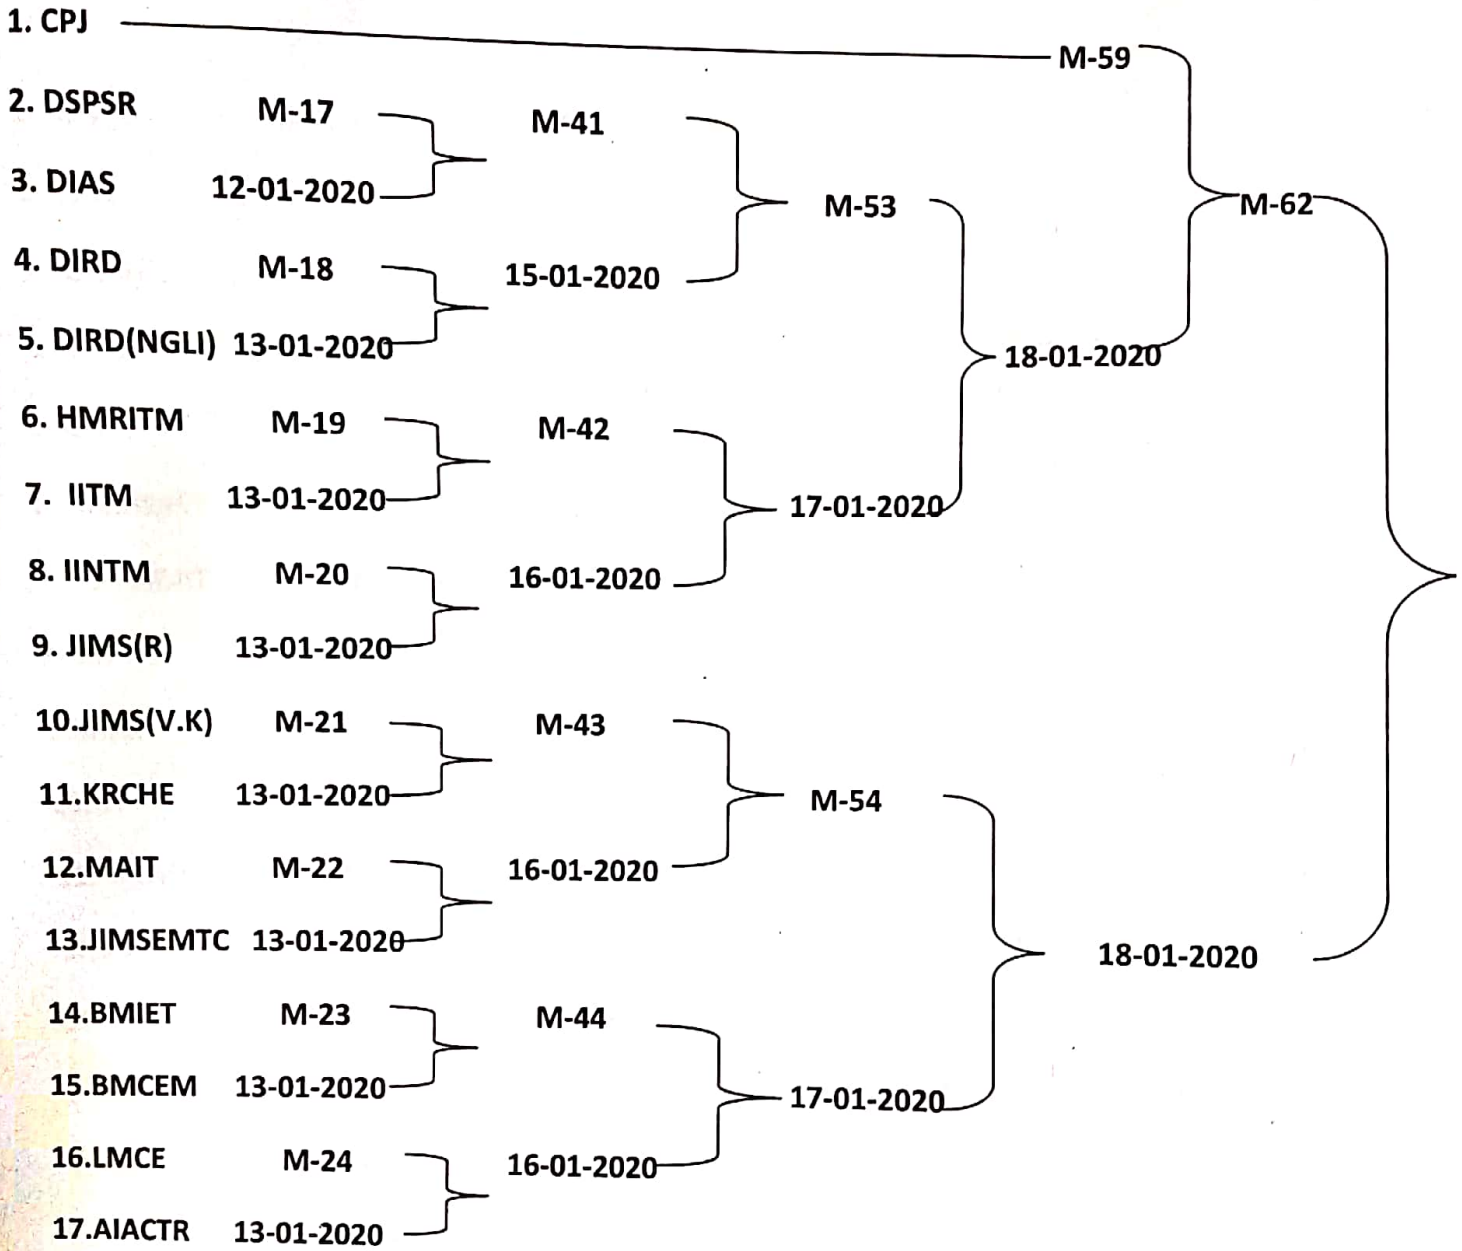 1. CPJ M-59
2. DSPSR M-17 M-41
3. DIAS 12-01-2020 M-53 M-62
4. DIRD M-18 15-01-2020
5. DIRD(NGLI) 13-01-2020 18-01-2020
6. HMRITM M-19 M-42
7. IITM 13-01-2020 17-01-2020
8. IINTM M-20 16-01-2020
9. JIMS(R) 13-01-2020
10.JIMS(V.K) M-21 M-43
11.KRCHE 13-01-2020 M-54
12.MAIT M-22 16-01-2020
13.JIMSEMTC 13-01-2020 18-01-2020
14.BMIET M-23 M-44
15.BMCEM 13-01-2020 17-01-2020
16.LMCE M-24 16-01-2020
17.AIACTR 13-01-2020